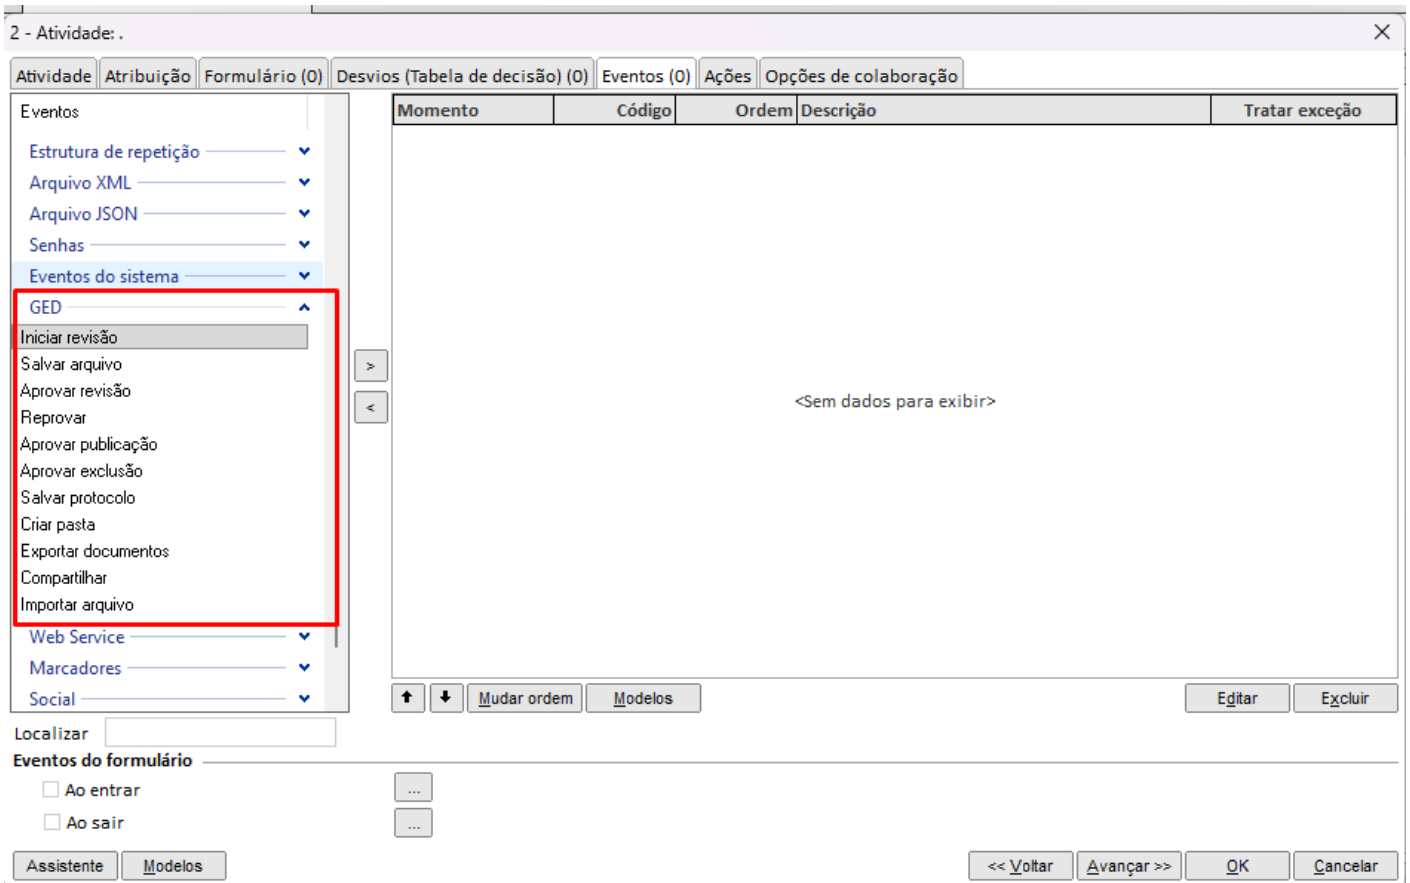 2 - Atividade: .
Atividade Atribuição Formulário (0) Desvios (Tabela de decisão) (0) Eventos (0) Ações Opções de colaboração
Eventos
Estrutura de repetição
Arquivo XML
Arquivo JSON
Senhas
Eventos do sistema
GED
Iniciar revisão
Salvar arquivo
Aprovar revisão
Reprovar
Aprovar publicação
Aprovar exclusão
Salvar protocolo
Criar pasta
Exportar documentos
Compartilhar
Importar arquivo
Web Service
Marcadores
Social
>
<
Momento Código Ordem Descrição Tratar exceção
<Sem dados para exibir>
Mudar ordem Modelos Editar Excluir
Localizar
Eventos do formulário
Ao entrar ...
Ao sair ...
Assistente Modelos << Voltar Avançar >> OK Cancelar